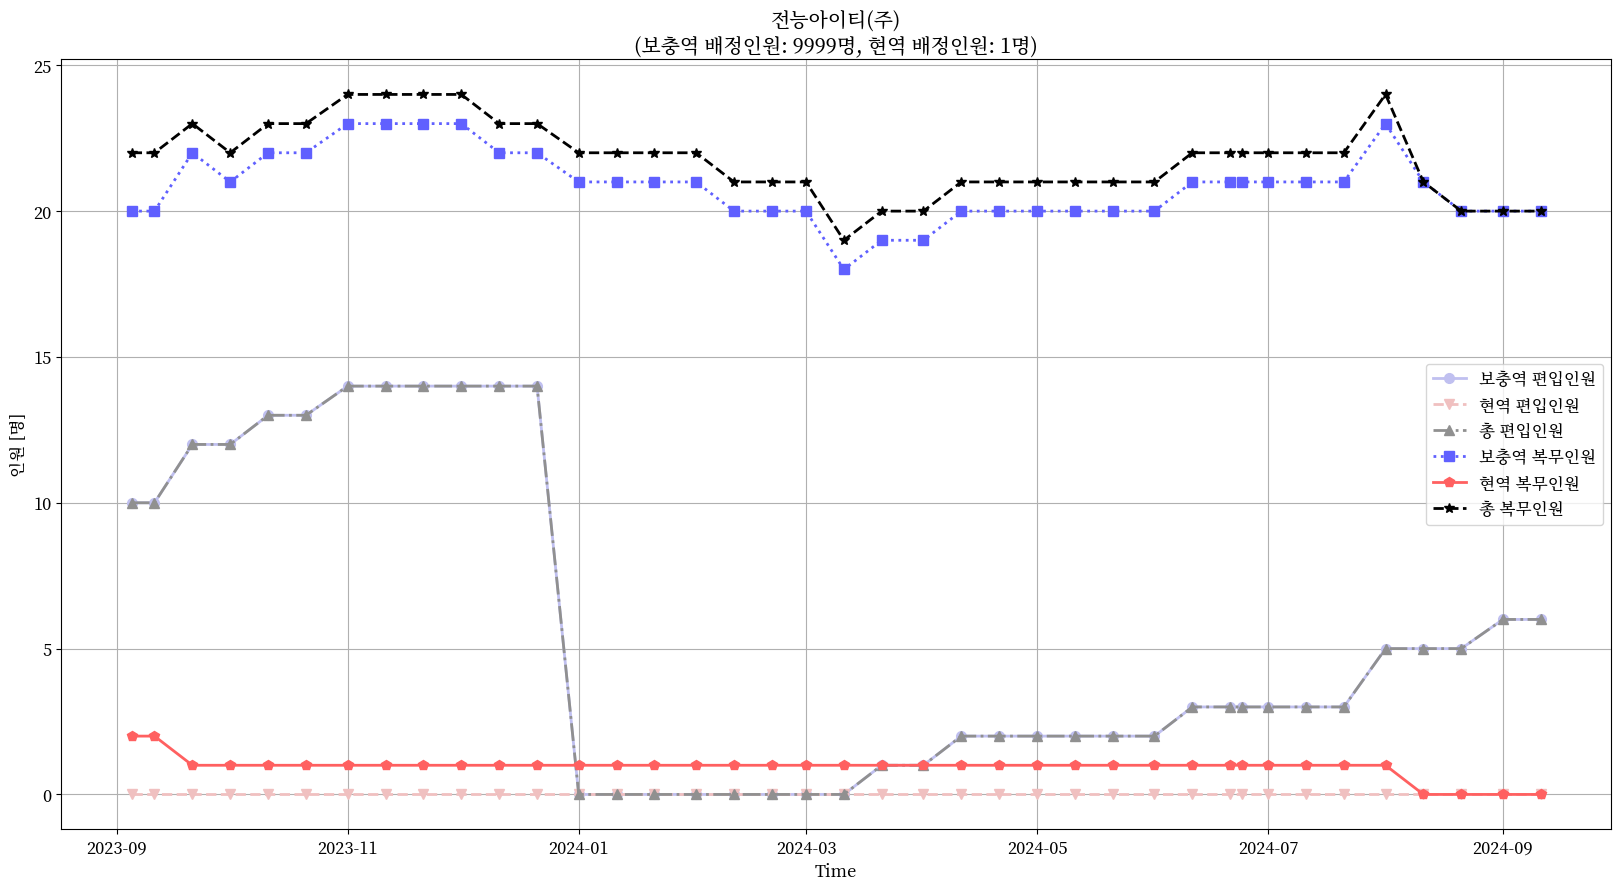 전능아이티(주)
(보충역 배정인원: 9999명, 현역 배정인원: 1명)
인원 [명]
25
20
15
10
5
0
보충역 편입인원
현역 편입인원
총 편입인원
보충역 복무인원
현역 복무인원
총 복무인원
2023-09
2023-11
2024-01
2024-03
2024-05
2024-07
2024-09
Time